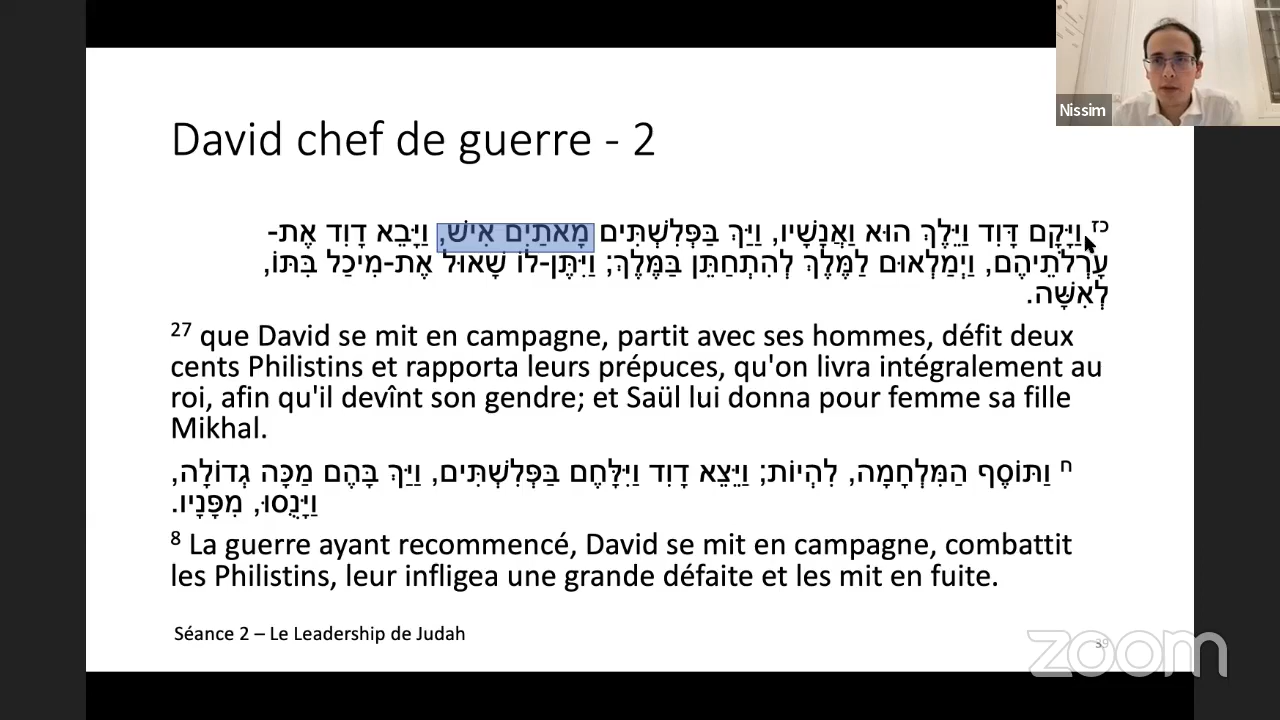 Nissim
David chef de guerre - 2
כז וַיָּקָם דָּוִד וַיֵּלֶךְ הוּא וַאֲנָשָׁיו, וַיַּךְ בַּפְּלִשְׁתִּים מָאתַיִם אִישׁ, וַיָּבֵא דָוִד אֶת-
עָרְלֹתֵיהֶם, וַיְמַלְאוּם לַמֶּלֶךְ לְהִתְחַתֵּן בַּמֶּלֶךְ; וַיִּתֶּן-לוֹ שָׁאוּל אֶת-מִיכַל בִּתּוֹ,
לְאִשָּׁה.
27 que David se mit en campagne, partit avec ses hommes, défit deux
cents Philistins et rapporta leurs prépuces, qu'on livra intégralement au
roi, afin qu'il devînt son gendre; et Saül lui donna pour femme sa fille
Mikhal.
ח וַתּוֹסֶף הַמִּלְחָמָה, לִהְיוֹת; וַיֵּצֵא דָוִד וַיִּלָּחֶם בַּפְּלִשְׁתִּים, וַיַּךְ בָּהֶם מַכָּה גְדוֹלָה,
וַיָּנֻסוּ, מִפָּנָיו.
8 La guerre ayant recommencé, David se mit en campagne, combattit
les Philistins, leur infligea une grande défaite et les mit en fuite.
Séance 2 – Le Leadership de Judah
39
zoom